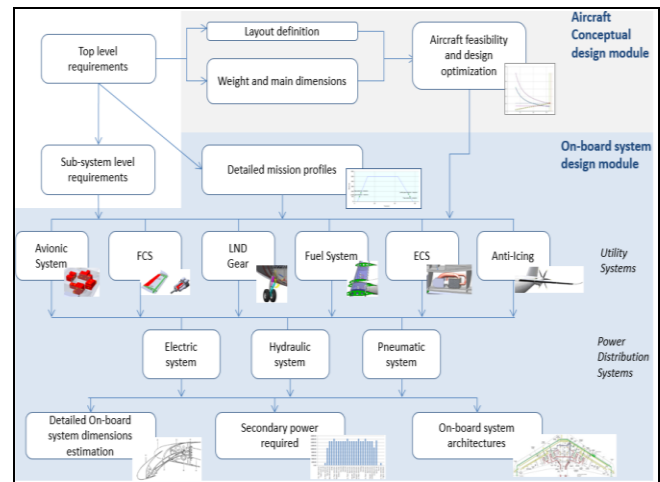 Aircraft
Conceptual
design module
Top level
requirements
Layout definition
Weight and main dimensions
Aircraft feasibility
and design
optimization
On-board system
design module
Sub-system level
requirements
Detailed mission profiles
Avionic
System
FCS
LND
Gear
Fuel System
ECS
Anti-Icing
Utility
Systems
Electric
system
Hydraulic
system
Pneumatic
system
Power
Distribution
Systems
Detailed On-board
system dimensions
estimation
Secondary power
required
On-board system
architectures